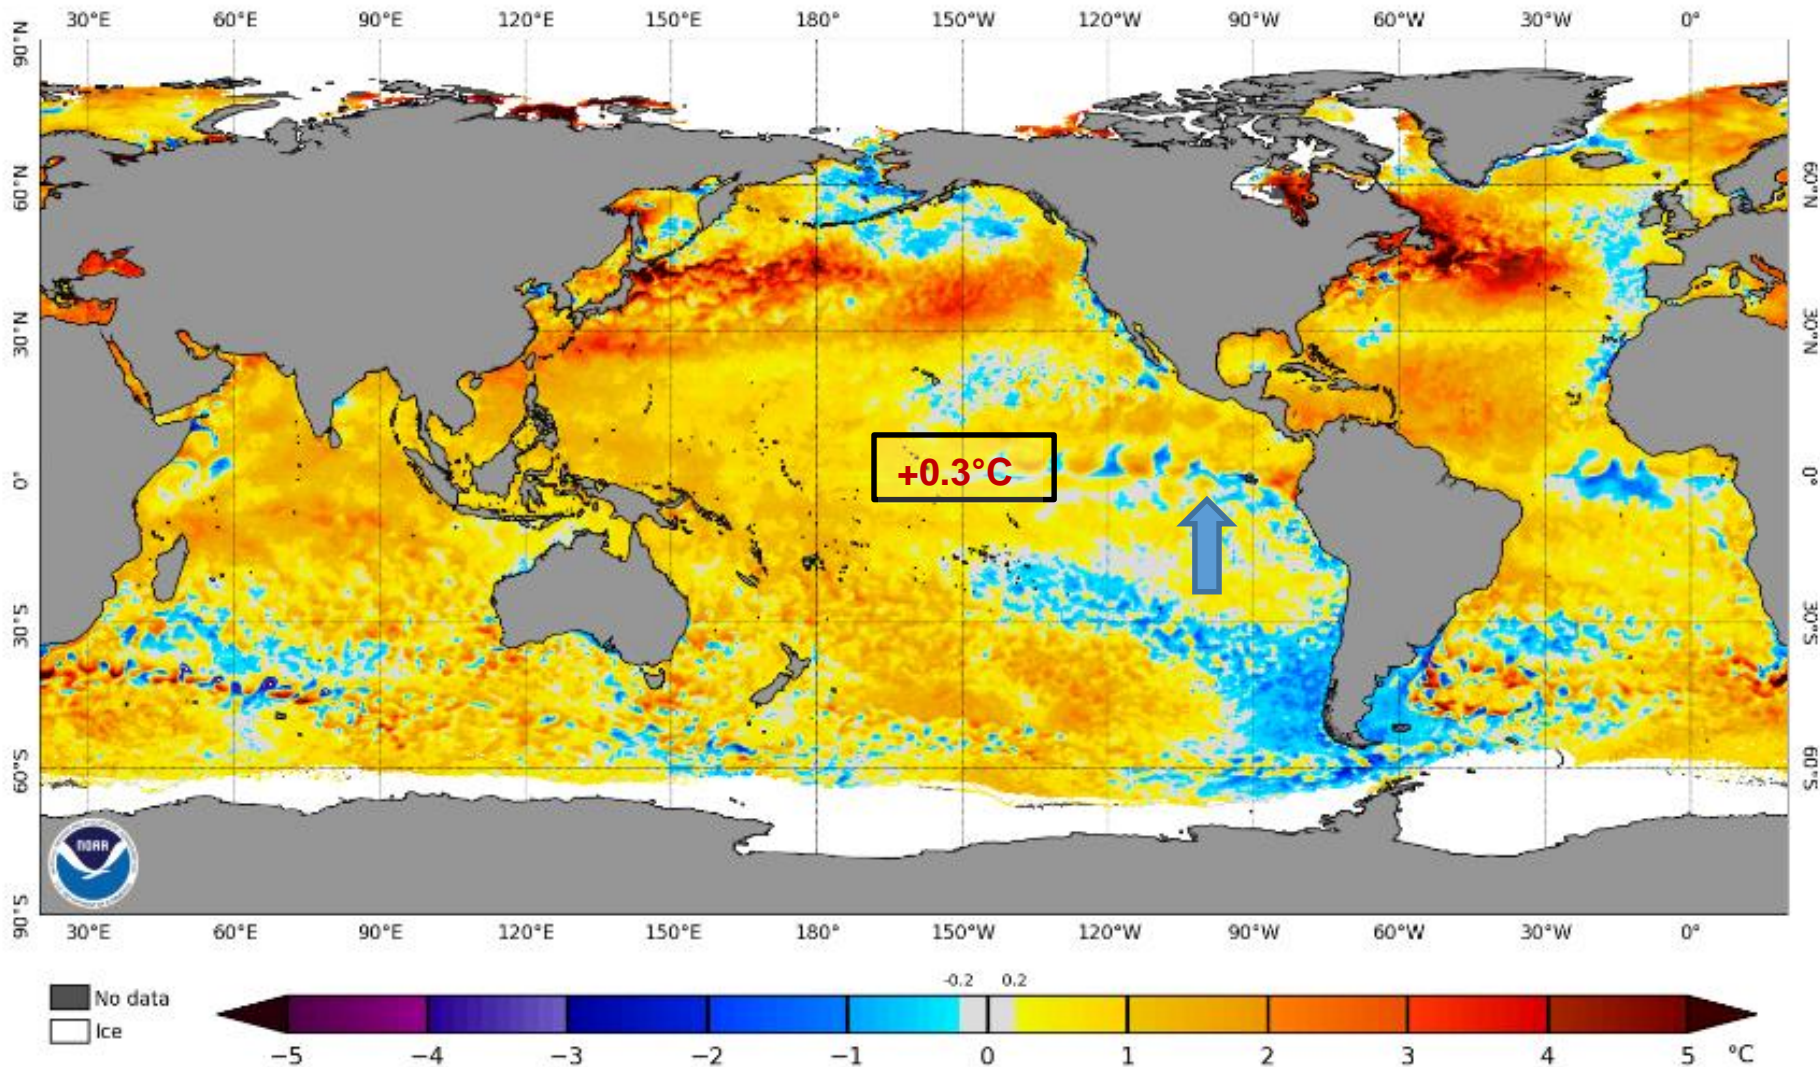 30°E 60°E 90°E 120°E 150°E 180° 150°W 120°W 90°W 60°W 30°W 0°
90°N
60°N 60°N
30°N 30°N
0° 0°
+0.3°C
30°S 30°S
60°S 60°S
90°S
NOAA
30°E 60°E 90°E 120°E 150°E 180° 150°W 120°W 90°W 60°W 30°W 0°
-0.2 0.2
No data
Ice
−5 −4 −3 −2 −1 0 1 2 3 4 5 °C